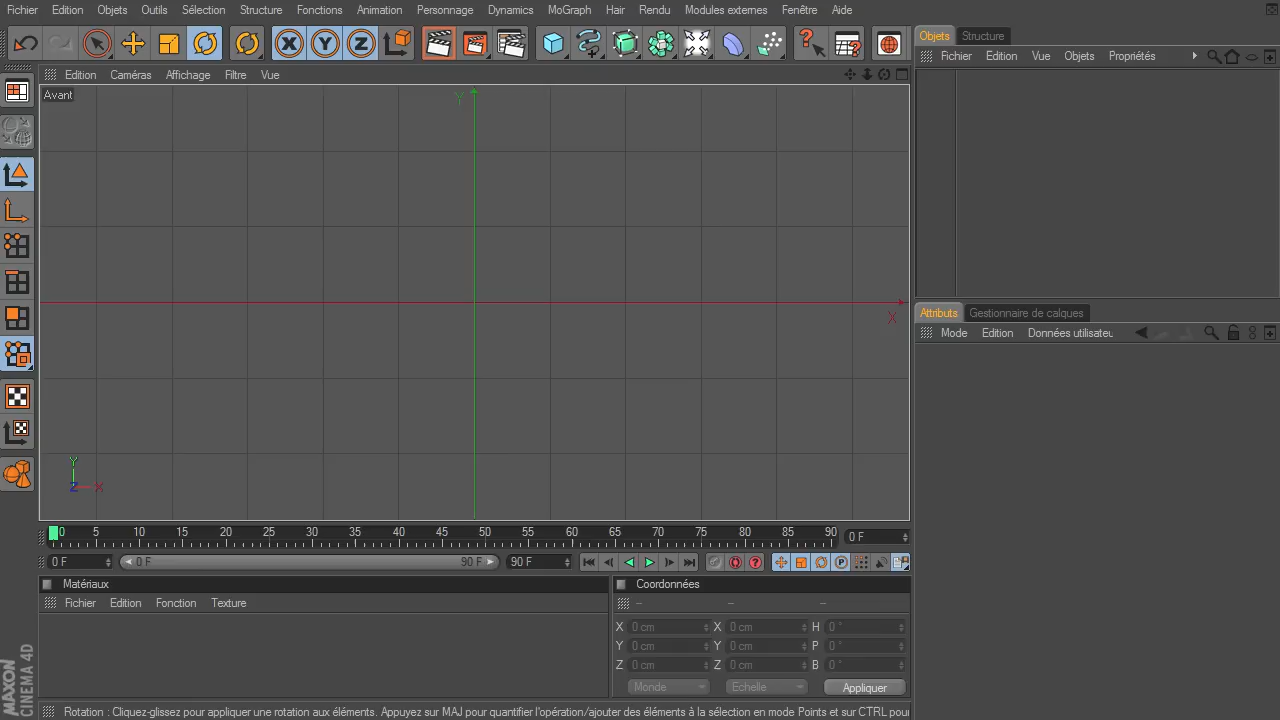 Fichier Edition Objets Outils Sélection Structure Fonctions Animation Personnage Dynamics MoGraph Hair Rendu Modules externes Fenêtre Aide
X Y Z
Objets Structure
Fichier Edition Vue Objets Propriétés
Edition Caméras Affichage Filtre Vue
Avant
Y
X
Y
Z X
Attributs Gestionnaire de calques
Mode Edition Données utilisateu
0 5 10 15 20 25 30 35 40 45 50 55 60 65 70 75 80 85 90 0 F
0 F 0 F 90 F 90 F
Matériaux
Fichier Edition Fonction Texture
Coordonnées
-- -- --
X 0 cm X 0 cm H 0 °
Y 0 cm Y 0 cm P 0 °
Z 0 cm Z 0 cm B 0 °
Monde Echelle Appliquer
MAXON
CINEMA 4D
Rotation : Cliquez-glissez pour appliquer une rotation aux éléments. Appuyez sur MAJ pour quantifier l'opération/ajouter des éléments à la sélection en mode Points et sur CTRL pour